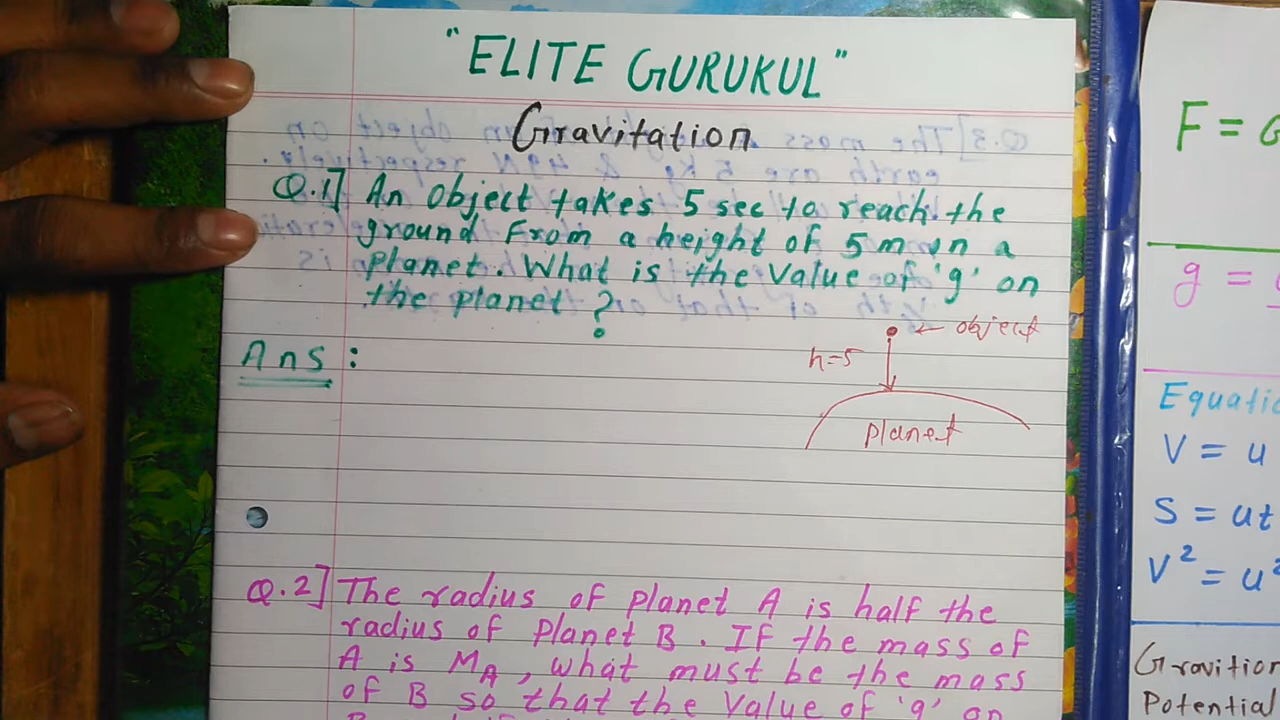 "ELITE GURUKUL"
Gravitation
Q.1] An object takes 5 sec to reach the
ground From a height of 5 m on a
planet. What is the value of 'g' on
the planet ?
← object
h=5
planet
Ans :
Q.2] The radius of planet A is half the
radius of planet B. If the mass of
A is MA, what must be the mass
of B so that the value of 'g' on
F = G
g =
Equatio
V = u
S = ut
V² = u²
Gravition
Potential